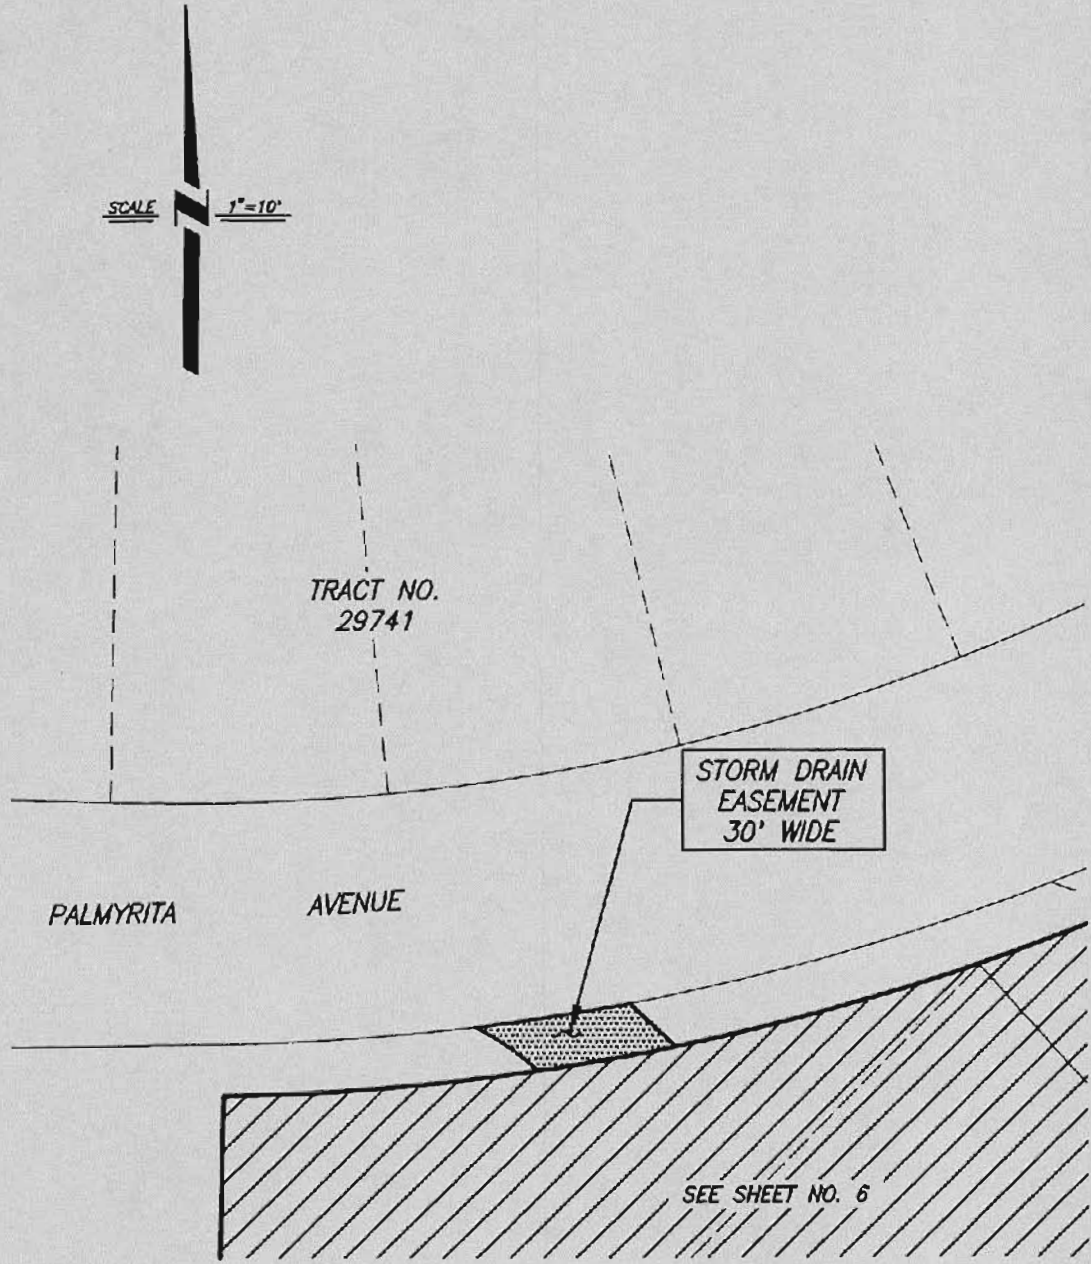 SCALE 1"=10'
TRACT NO.
29741
STORM DRAIN
EASEMENT
30' WIDE
PALMYRITA AVENUE
SEE SHEET NO. 6